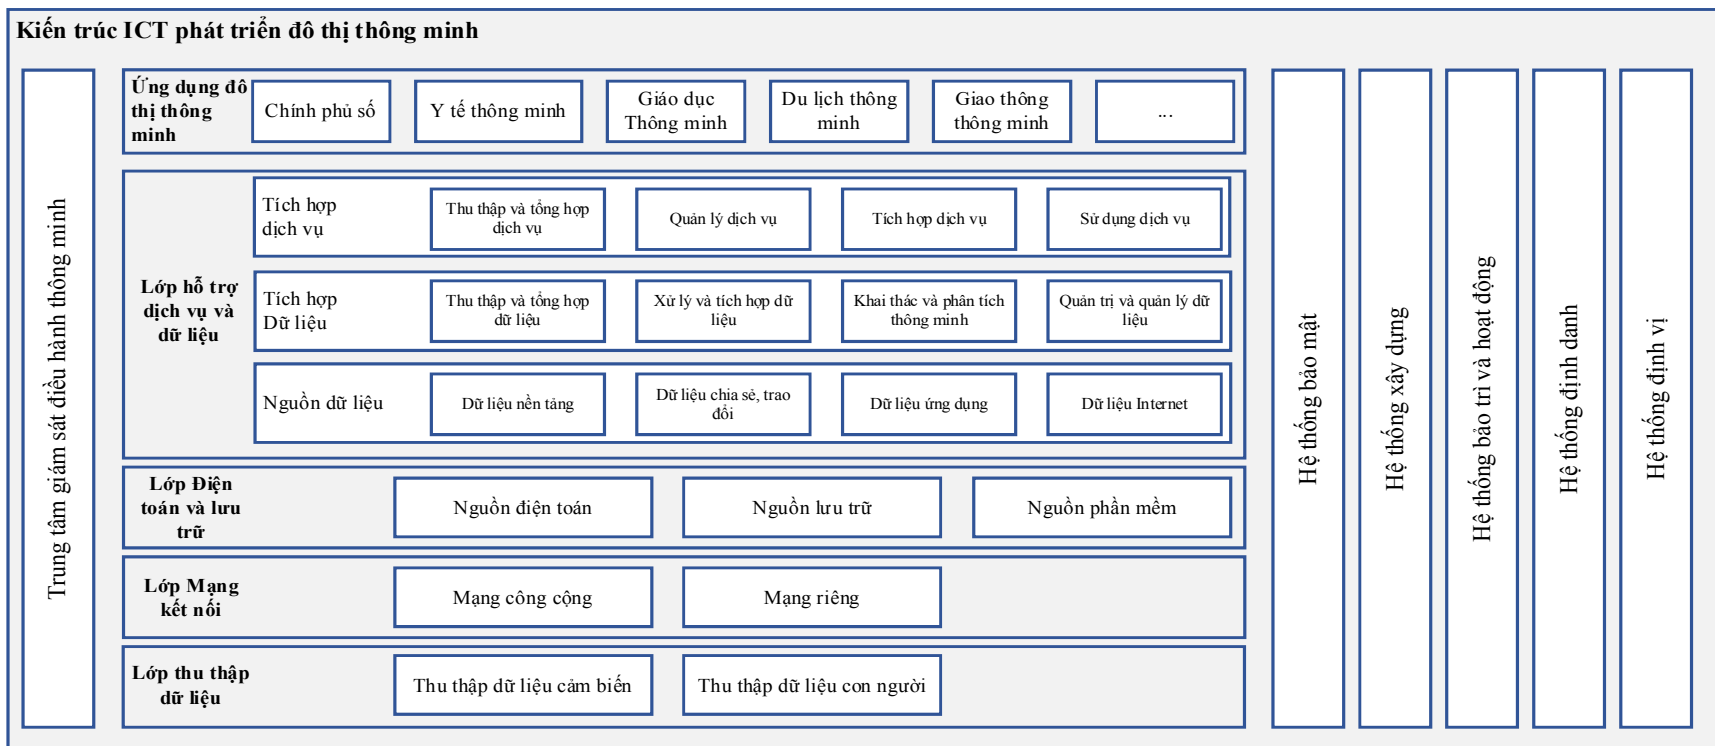 Kiến trúc ICT phát triển đô thị thông minh
Trung tâm giám sát điều hành thông minh
Ứng dụng đô
thị thông
minh
Chính phủ số
Y tế thông minh
Giáo dục
Thông minh
Du lịch thông
minh
Giao thông
thông minh
...
Lớp hỗ trợ
dịch vụ và
dữ liệu
Tích hợp
dịch vụ
Thu thập và tổng hợp
dịch vụ
Quản lý dịch vụ
Tích hợp dịch vụ
Sử dụng dịch vụ
Tích hợp
Dữ liệu
Thu thập và tổng hợp
dữ liệu
Xử lý và tích hợp dữ
liệu
Khai thác và phân tích
thông minh
Quản trị và quản lý dữ
liệu
Nguồn dữ liệu
Dữ liệu nền tảng
Dữ liệu chia sẻ, trao
đổi
Dữ liệu ứng dụng
Dữ liệu Internet
Lớp Điện
toán và lưu
trữ
Nguồn điện toán
Nguồn lưu trữ
Nguồn phần mềm
Lớp Mạng
kết nối
Mạng công cộng
Mạng riêng
Lớp thu thập
dữ liệu
Thu thập dữ liệu cảm biến
Thu thập dữ liệu con người
Hệ thống bảo mật
Hệ thống xây dựng
Hệ thống bảo trì và hoạt động
Hệ thống định danh
Hệ thống định vị